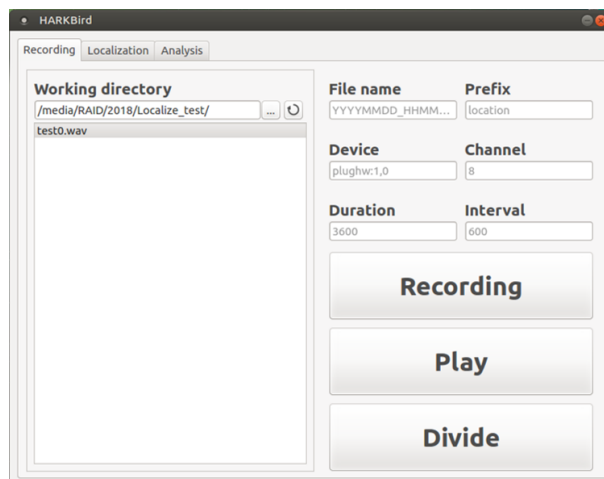 HARKBird
Recording Localization Analysis
Working directory
/media/RAID/2018/Localize_test/ ...
test0.wav
File name Prefix
YYYYMMDD_HHMM... location
Device Channel
plughw:1,0 8
Duration Interval
3600 600
Recording
Play
Divide